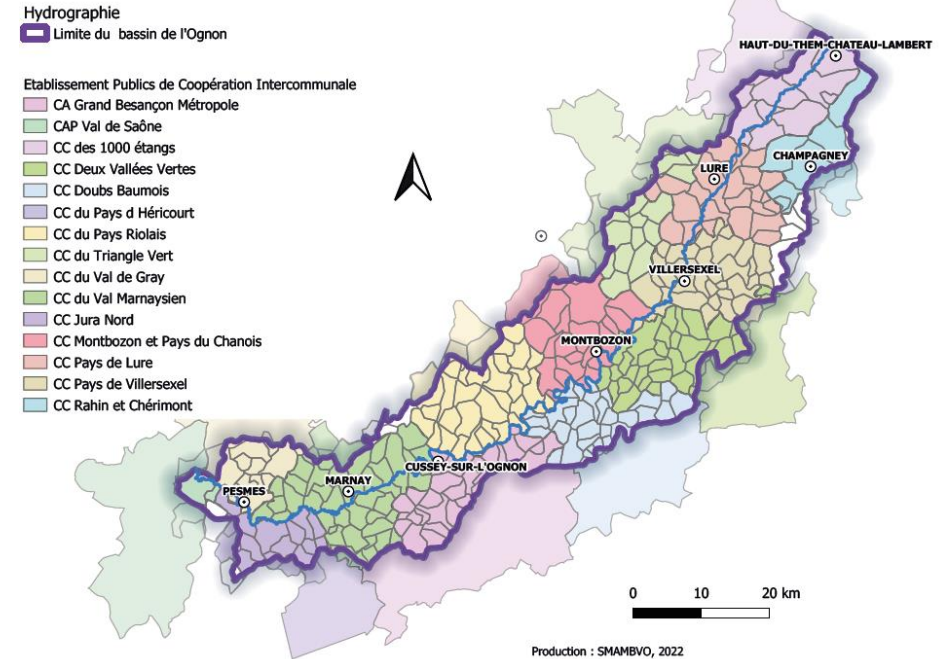 Hydrographie
Limite du bassin de l'Ognon
Etablissement Publics de Coopération Intercommunale
CA Grand Besançon Métropole
CAP Val de Saône
CC des 1000 étangs
CC Deux Vallées Vertes
CC Doubs Baumois
CC du Pays d Héricourt
CC du Pays Riolais
CC du Triangle Vert
CC du Val de Gray
CC du Val Marnaysien
CC Jura Nord
CC Montbozon et Pays du Chanois
CC Pays de Lure
CC Pays de Villersexel
CC Rahin et Chérimont
HAUT-DU-THEM-CHATEAU-LAMBERT
CHAMPAGNEY
LURE
VILLERSEXEL
MONTBOZON
CUSSEY-SUR-L'OGNON
MARNAY
PESMES
0 10 20 km
Production : SMAMBVO, 2022